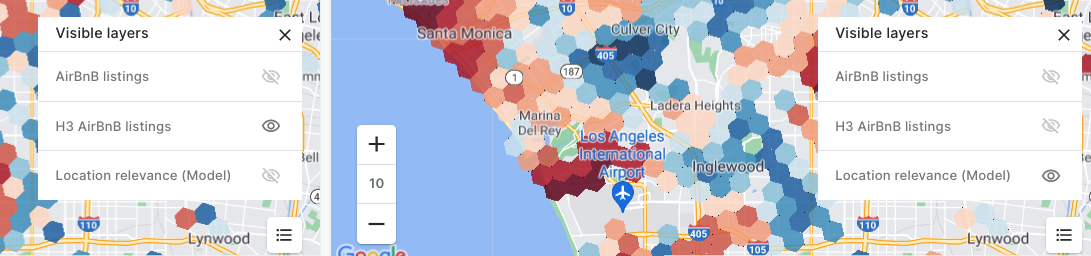 Visible layers
AirBnB listings
H3 AirBnB listings
Location relevance (Model)
110
Lynwood
10
Santa Monica
Culver City
405
1
187
Ladera Heights
Marina
Del Rey
Los Angeles
International
Airport
Inglewood
10
405
105
Google
10
Visible layers
AirBnB listings
H3 AirBnB listings
Location relevance (Model)
110
Lynwood